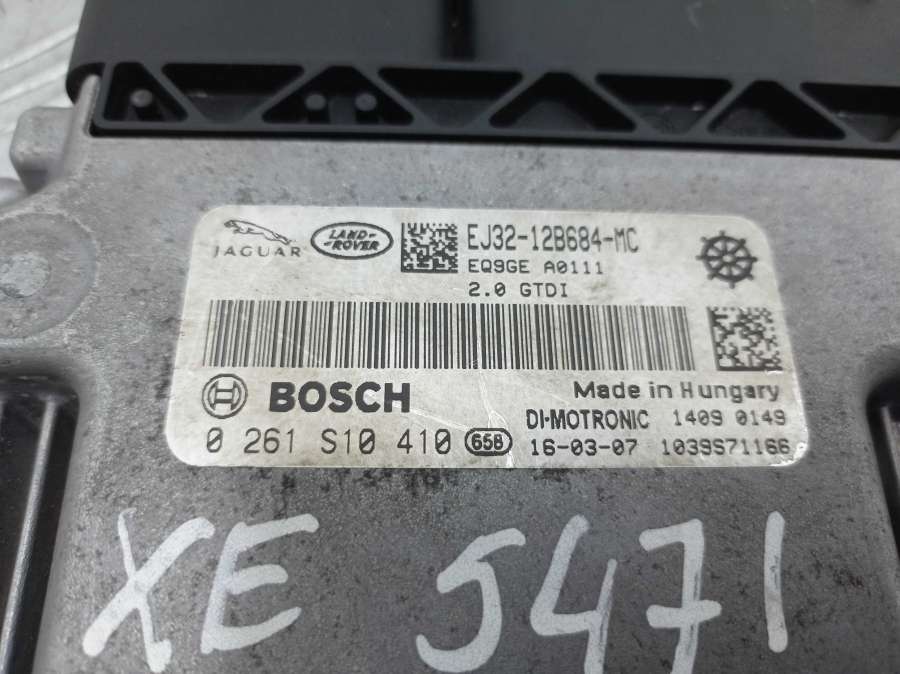 JAGUAR LAND-ROVER EJ32-12B684-MC
EQ9GE A0111
2.0 GTDI
BOSCH Made in Hungary
DI-MOTRONIC 1409 0149
0 261 S10 410 658 16-03-07 1039S71166
XE J471